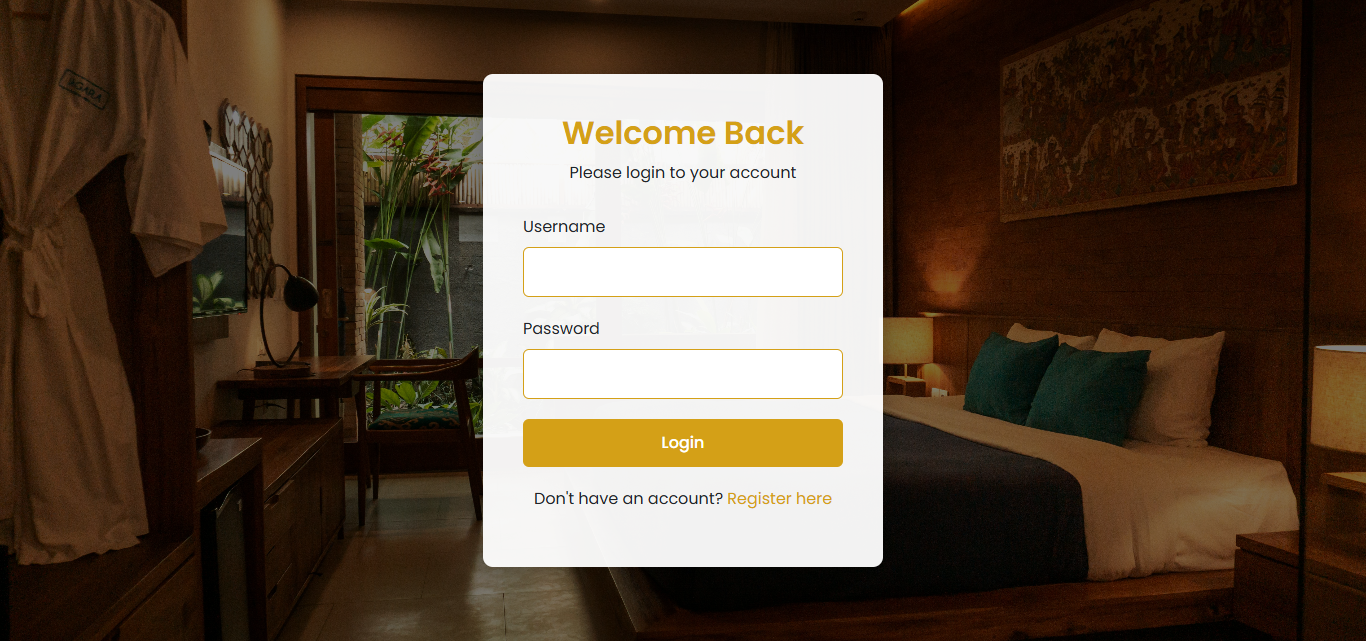 Welcome Back
Please login to your account
Username
Password
Login
Don't have an account? Register here